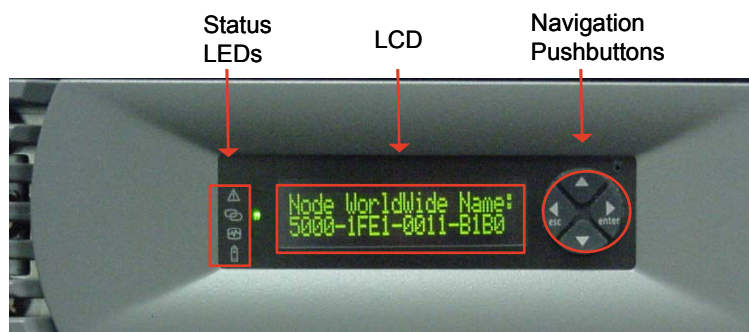 Status
LEDs
LCD
Navigation
Pushbuttons
Node WorldWide Name:
5000-1FE1-0011-B1B0
esc
enter